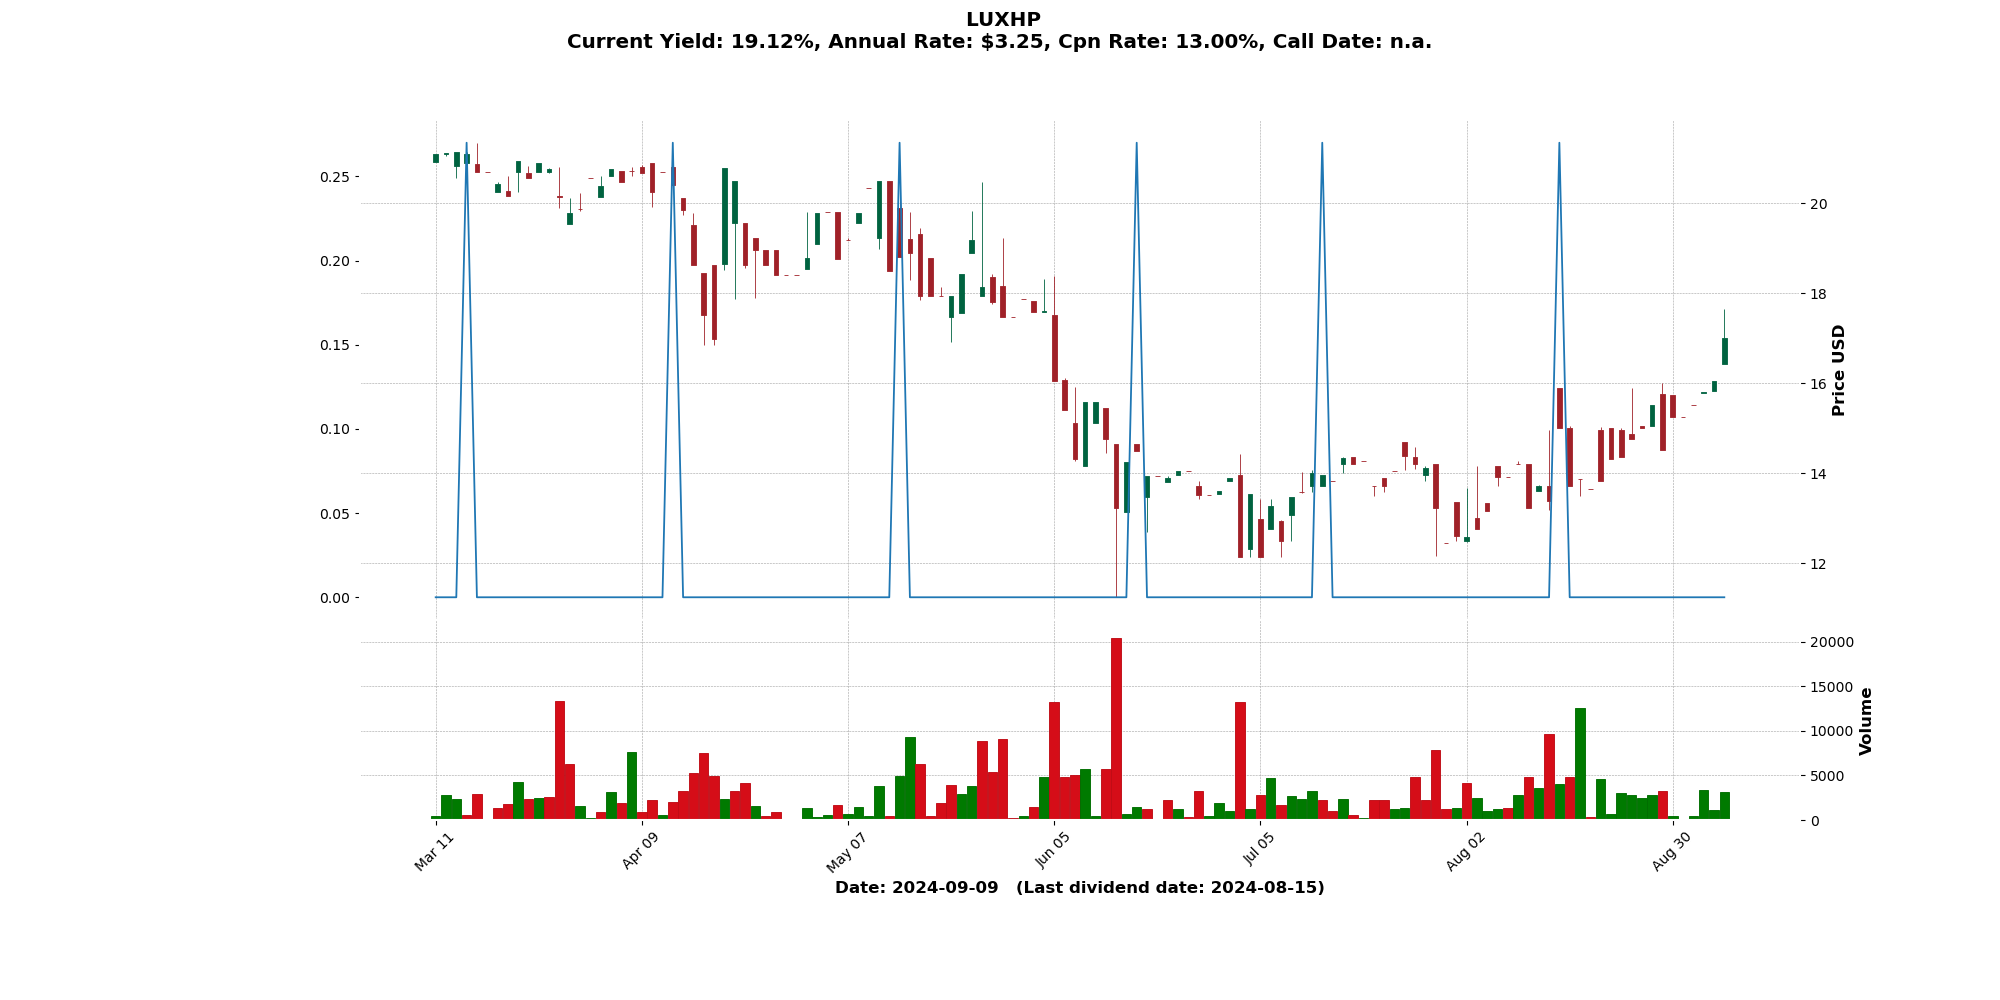 LUXHP
Current Yield: 19.12%, Annual Rate: $3.25, Cpn Rate: 13.00%, Call Date: n.a.
0.25
0.20
0.15
0.10
0.05
0.00
20
18
16
14
12
Price USD
20000
15000
10000
5000
0
Volume
Mar 11
Apr 09
May 07
Jun 05
Jul 05
Aug 02
Aug 30
Date: 2024-09-09   (Last dividend date: 2024-08-15)